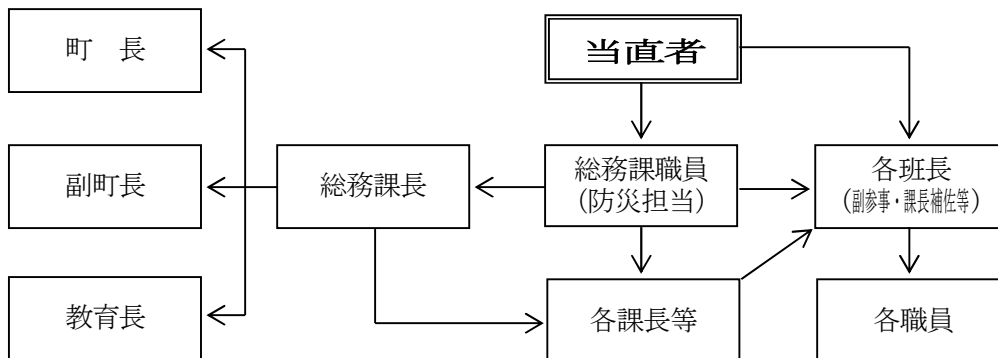 町　長
当直者
副町長
総務課長
総務課職員
(防災担当)
各班長
(副参事・課長補佐等)
教育長
各課長等
各職員